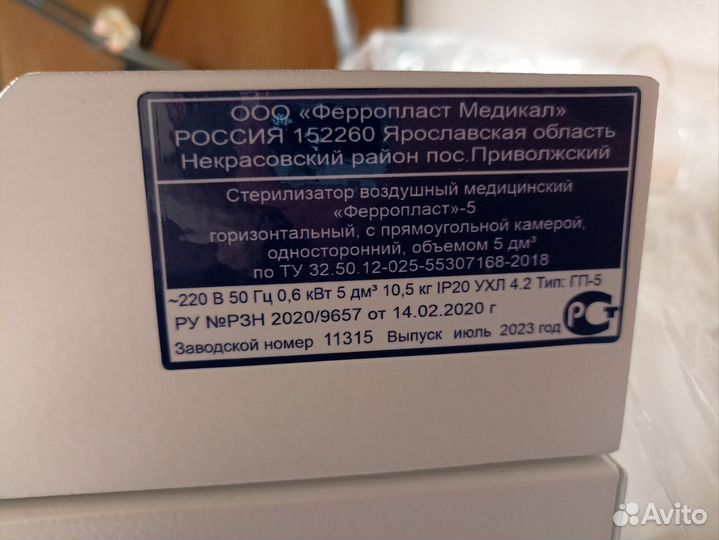 ООО «Ферропласт Медикал»
РОССИЯ 152260 Ярославская область
Некрасовский район пос.Приволжский
Стерилизатор воздушный медицинский
«Ферропласт»-5
горизонтальный, с прямоугольной камерой,
односторонний, объемом 5 дм³
по ТУ 32.50.12-025-55307168-2018
~220 В 50 Гц 0,6 кВт 5 дм³ 10,5 кг IP20 УХЛ 4.2 Тип: ГП-5
РУ №РЗН 2020/9657 от 14.02.2020 г
Заводской номер 11315 Выпуск июль 2023 год
РСТ
Avito